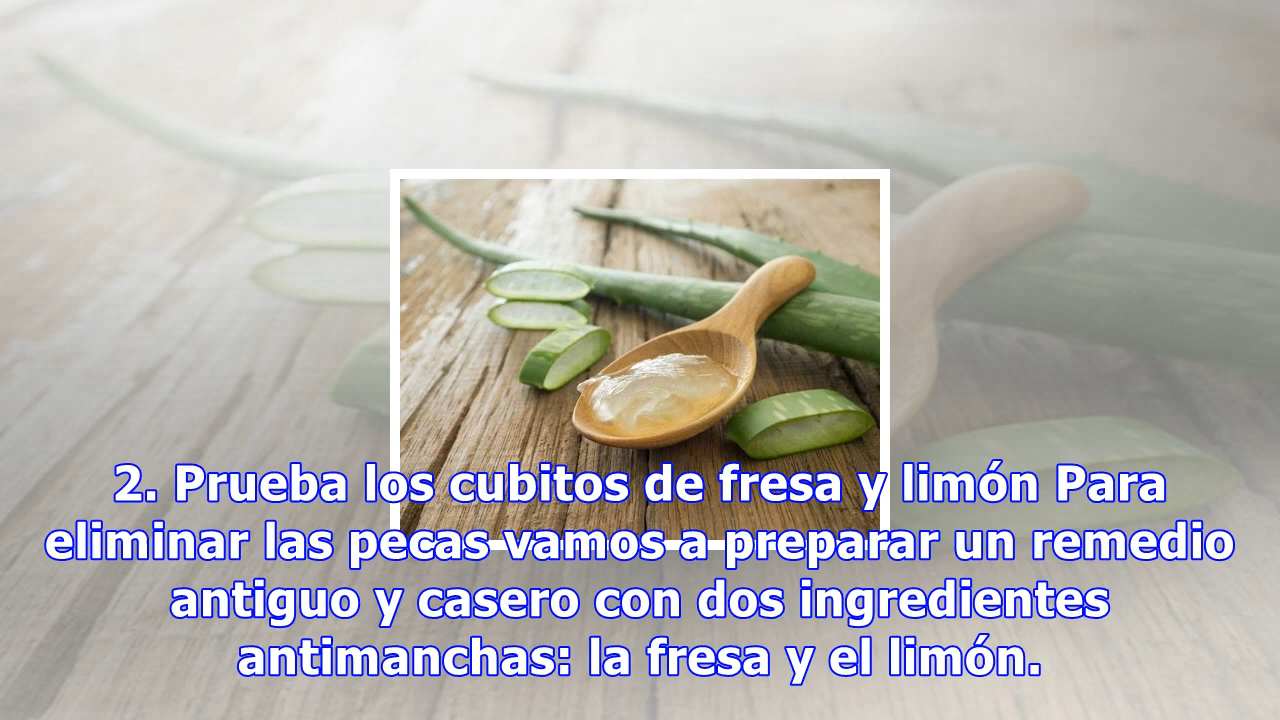 2. Prueba los cubitos de fresa y limón Para
eliminar las pecas vamos a preparar un remedio
antiguo y casero con dos ingredientes
antimanchas: la fresa y el limón.